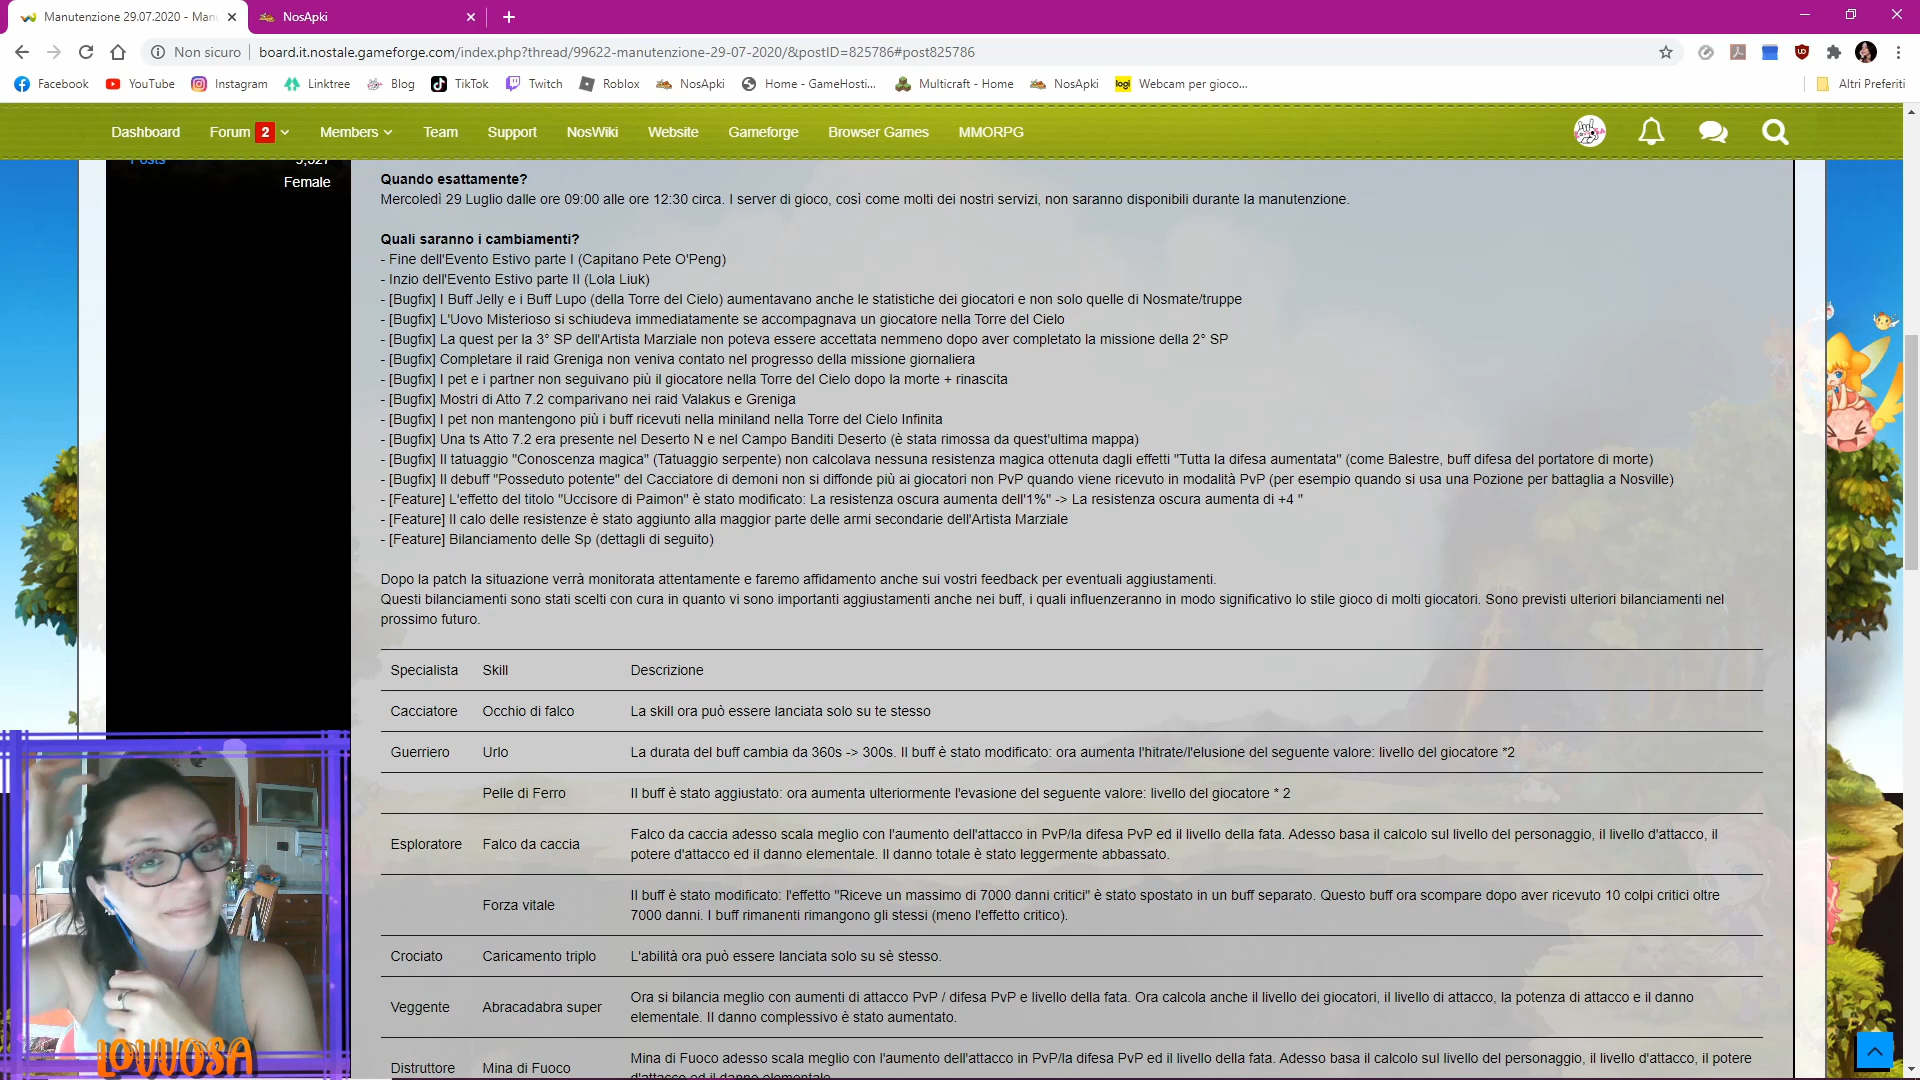 Manutenzione 29.07.2020 - Man
NosApki
Non sicuro
board.it.nostale.gameforge.com/index.php?thread/99622-manutenzione-29-07-2020/&postID=825786#post825786
Facebook YouTube Instagram Linktree Blog TikTok Twitch Roblox NosApki Home - GameHosti... Multicraft - Home NosApki Webcam per gioco... Altri Preferiti
Dashboard Forum 2 Members Team Support NosWiki Website Gameforge Browser Games MMORPG
Posts
Female
Quando esattamente?
Mercoledì 29 Luglio dalle ore 09:00 alle ore 12:30 circa. I server di gioco, così come molti dei nostri servizi, non saranno disponibili durante la manutenzione.
Quali saranno i cambiamenti?
- Fine dell'Evento Estivo parte I (Capitano Pete O'Peng)
- Inzio dell'Evento Estivo parte II (Lola Liuk)
- [Bugfix] I Buff Jelly e i Buff Lupo (della Torre del Cielo) aumentavano anche le statistiche dei giocatori e non solo quelle di Nosmate/truppe
- [Bugfix] L'Uovo Misterioso si schiudeva immediatamente se accompagnava un giocatore nella Torre del Cielo
- [Bugfix] La quest per la 3° SP dell'Artista Marziale non poteva essere accettata nemmeno dopo aver completato la missione della 2° SP
- [Bugfix] Completare il raid Greniga non veniva contato nel progresso della missione giornaliera
- [Bugfix] I pet e i partner non seguivano più il giocatore nella Torre del Cielo dopo la morte + rinascita
- [Bugfix] Mostri di Atto 7.2 comparivano nei raid Valakus e Greniga
- [Bugfix] I pet non mantengono più i buff ricevuti nella miniland nella Torre del Cielo Infinita
- [Bugfix] Una ts Atto 7.2 era presente nel Deserto N e nel Campo Banditi Deserto (è stata rimossa da quest'ultima mappa)
- [Bugfix] Il tatuaggio "Conoscenza magica" (Tatuaggio serpente) non calcolava nessuna resistenza magica ottenuta dagli effetti "Tutta la difesa aumentata" (come Balestre, buff difesa del portatore di morte)
- [Bugfix] Il debuff "Posseduto potente" del Cacciatore di demoni non si diffonde più ai giocatori non PvP quando viene ricevuto in modalità PvP (per esempio quando si usa una Pozione per battaglia a Nosville)
- [Feature] L'effetto del titolo "Uccisore di Paimon" è stato modificato: La resistenza oscura aumenta dell'1%" -> La resistenza oscura aumenta di +4 "
- [Feature] Il calo delle resistenze è stato aggiunto alla maggior parte delle armi secondarie dell'Artista Marziale
- [Feature] Bilanciamento delle Sp (dettagli di seguito)
Dopo la patch la situazione verrà monitorata attentamente e faremo affidamento anche sui vostri feedback per eventuali aggiustamenti.
Questi bilanciamenti sono stati scelti con cura in quanto vi sono importanti aggiustamenti anche nei buff, i quali influenzeranno in modo significativo lo stile gioco di molti giocatori. Sono previsti ulteriori bilanciamenti nel
prossimo futuro.
Specialista Skill Descrizione
Cacciatore Occhio di falco La skill ora può essere lanciata solo su te stesso
Guerriero Urlo La durata del buff cambia da 360s -> 300s. Il buff è stato modificato: ora aumenta l'hitrate/l'elusione del seguente valore: livello del giocatore *2
Pelle di Ferro Il buff è stato aggiustato: ora aumenta ulteriormente l'evasione del seguente valore: livello del giocatore * 2
Esploratore Falco da caccia Falco da caccia adesso scala meglio con l'aumento dell'attacco in PvP/la difesa PvP ed il livello della fata. Adesso basa il calcolo sul livello del personaggio, il livello d'attacco, il
potere d'attacco ed il danno elementale. Il danno totale è stato leggermente abbassato.
Forza vitale Il buff è stato modificato: l'effetto "Riceve un massimo di 7000 danni critici" è stato spostato in un buff separato. Questo buff ora scompare dopo aver ricevuto 10 colpi critici oltre
7000 danni. I buff rimanenti rimangono gli stessi (meno l'effetto critico).
Crociato Caricamento triplo L'abilità ora può essere lanciata solo su sè stesso.
Veggente Abracadabra super Ora si bilancia meglio con aumenti di attacco PvP / difesa PvP e livello della fata. Ora calcola anche il livello dei giocatori, il livello di attacco, la potenza di attacco e il danno
elementale. Il danno complessivo è stato aumentato.
Distruttore Mina di Fuoco Mina di Fuoco adesso scala meglio con l'aumento dell'attacco in PvP/la difesa PvP ed il livello della fata. Adesso basa il calcolo sul livello del personaggio, il livello d'attacco, il potere
d'attacco ed il danno elementale.
LOVVOSA